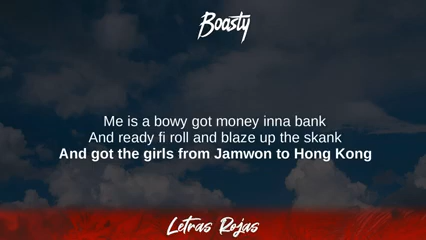 Boasty
Me is a bowy got money inna bank
And ready fi roll and blaze up the skank
And got the girls from Jamwon to Hong Kong
Letras Rojas